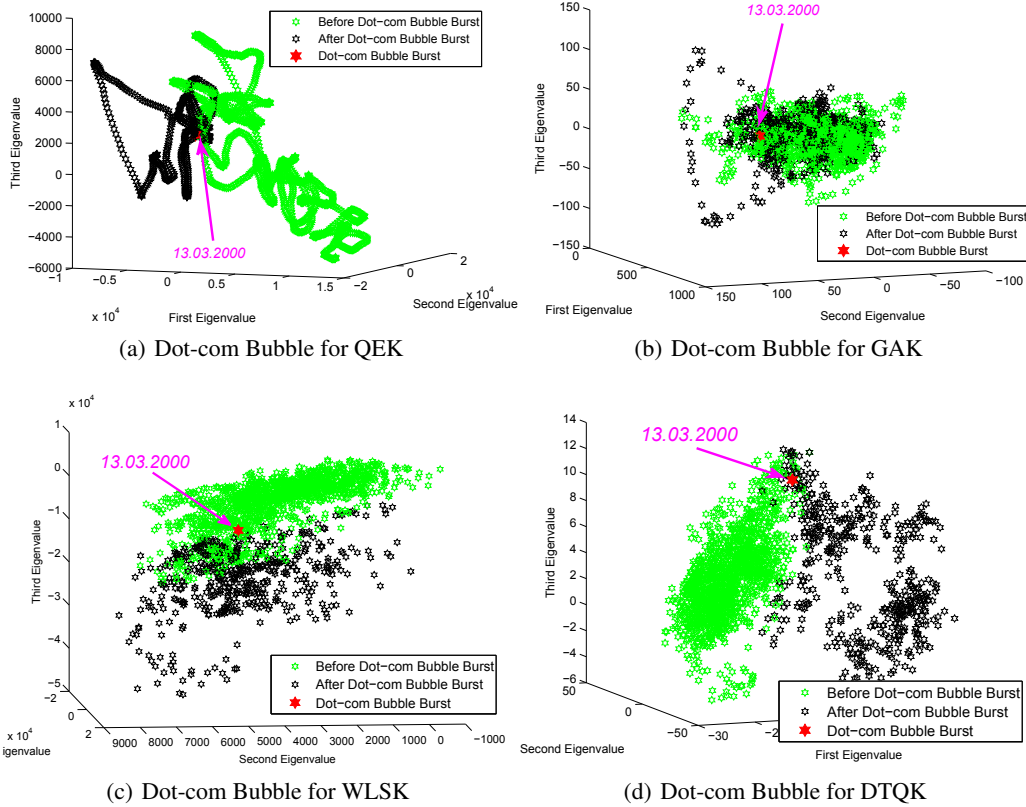 10000
8000
6000
4000
2000
0
−2000
−4000
−6000
Third Eigenvalue
−1
−0.5
0
0.5
1
1.5
x 10⁴
First Eigenvalue
−2
0
2
x 10⁴
Second Eigenvalue
Before Dot−com Bubble Burst
After Dot−com Bubble Burst
Dot−com Bubble Burst
13.03.2000
(a) Dot-com Bubble for QEK
13.03.2000
150
100
50
0
−50
−100
−150
Third Eigenvalue
0
500
1000
First Eigenvalue
150
100
50
0
−50
−100
Second Eigenvalue
Before Dot−com Bubble Burst
After Dot−com Bubble Burst
Dot−com Bubble Burst
(b) Dot-com Bubble for GAK
x 10⁴
1
0
−1
−2
−3
−4
−5
Third Eigenvalue
13.03.2000
−2
0
2
x 10⁴
igenvalue
9000
8000
7000
6000
5000
4000
3000
2000
1000
0
−1000
Second Eigenvalue
Before Dot−com Bubble Burst
After Dot−com Bubble Burst
Dot−com Bubble Burst
(c) Dot-com Bubble for WLSK
14
12
10
8
6
4
2
0
−2
−4
−6
Third Eigenvalue
13.03.2000
50
0
−50
Second Eigenvalue
−30
First Eigenvalue
Before Dot−com Bubble Burst
After Dot−com Bubble Burst
Dot−com Bubble Burst
(d) Dot-com Bubble for DTQK